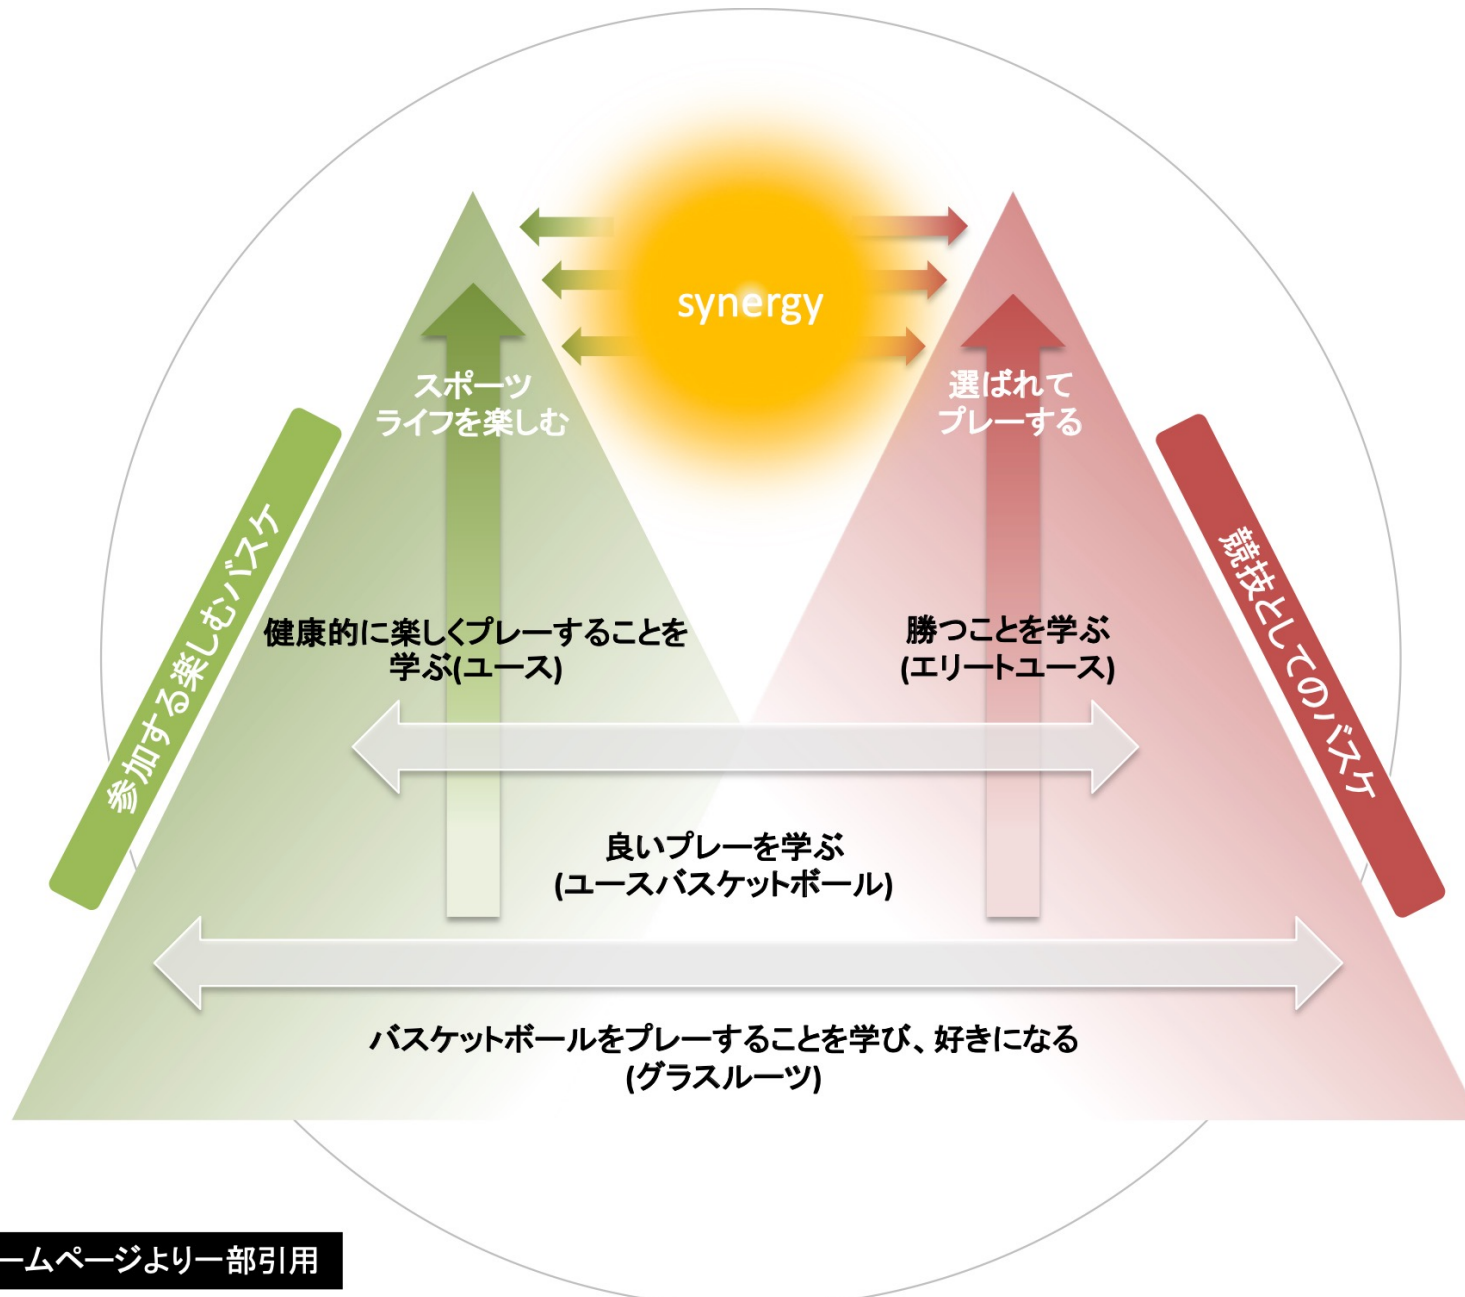 synergy
スポーツ
ライフを楽しむ
選ばれて
プレーする
参加する楽しむバスケ
競技としてのバスケ
健康的に楽しくプレーすることを
学ぶ(ユース)
勝つことを学ぶ
(エリートユース)
良いプレーを学ぶ
(ユースバスケットボール)
バスケットボールをプレーすることを学び、好きになる
(グラスルーツ)
ームページより一部引用